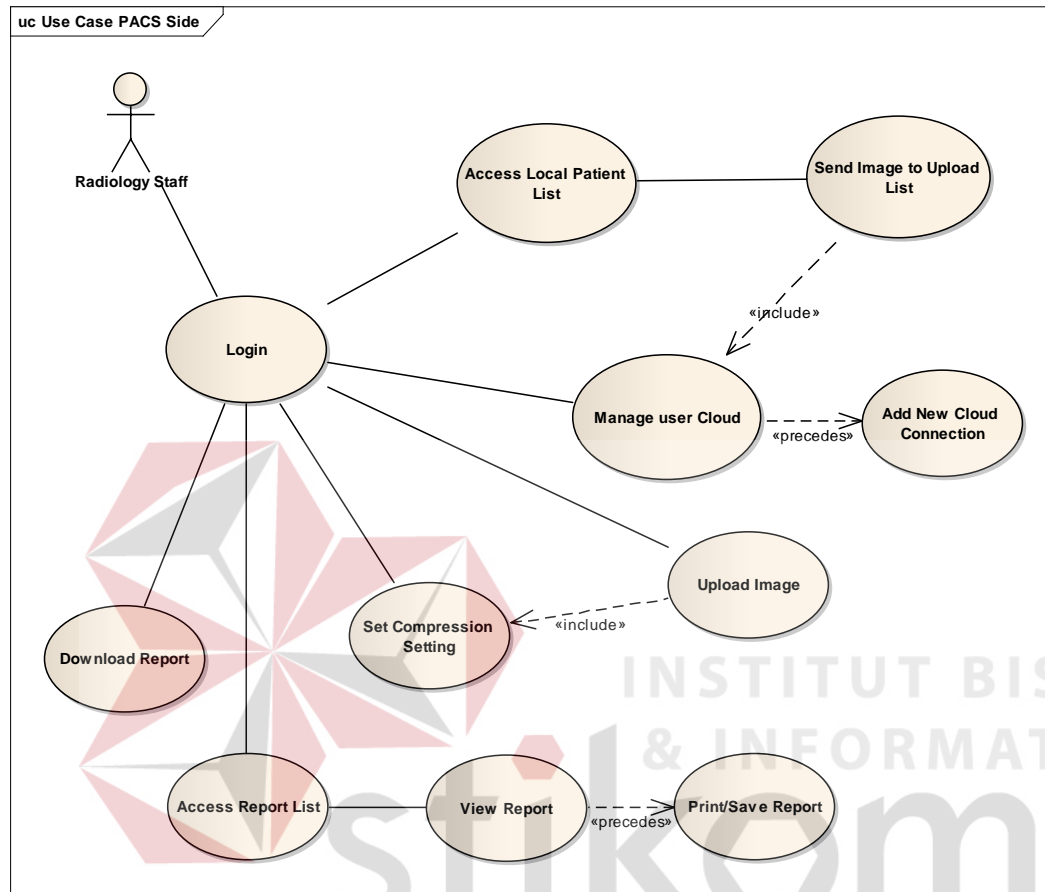 uc Use Case PACS Side
Radiology Staff
Access Local Patient
List
Send Image to Upload
List
«include»
Login
Manage user Cloud
«precedes»
Add New Cloud
Connection
Upload Image
Set Compression
Setting
«include»
Download Report
INSTITUT BIS
& INFORMAT
Access Report List
View Report
«precedes»
Print/Save Report
stikom